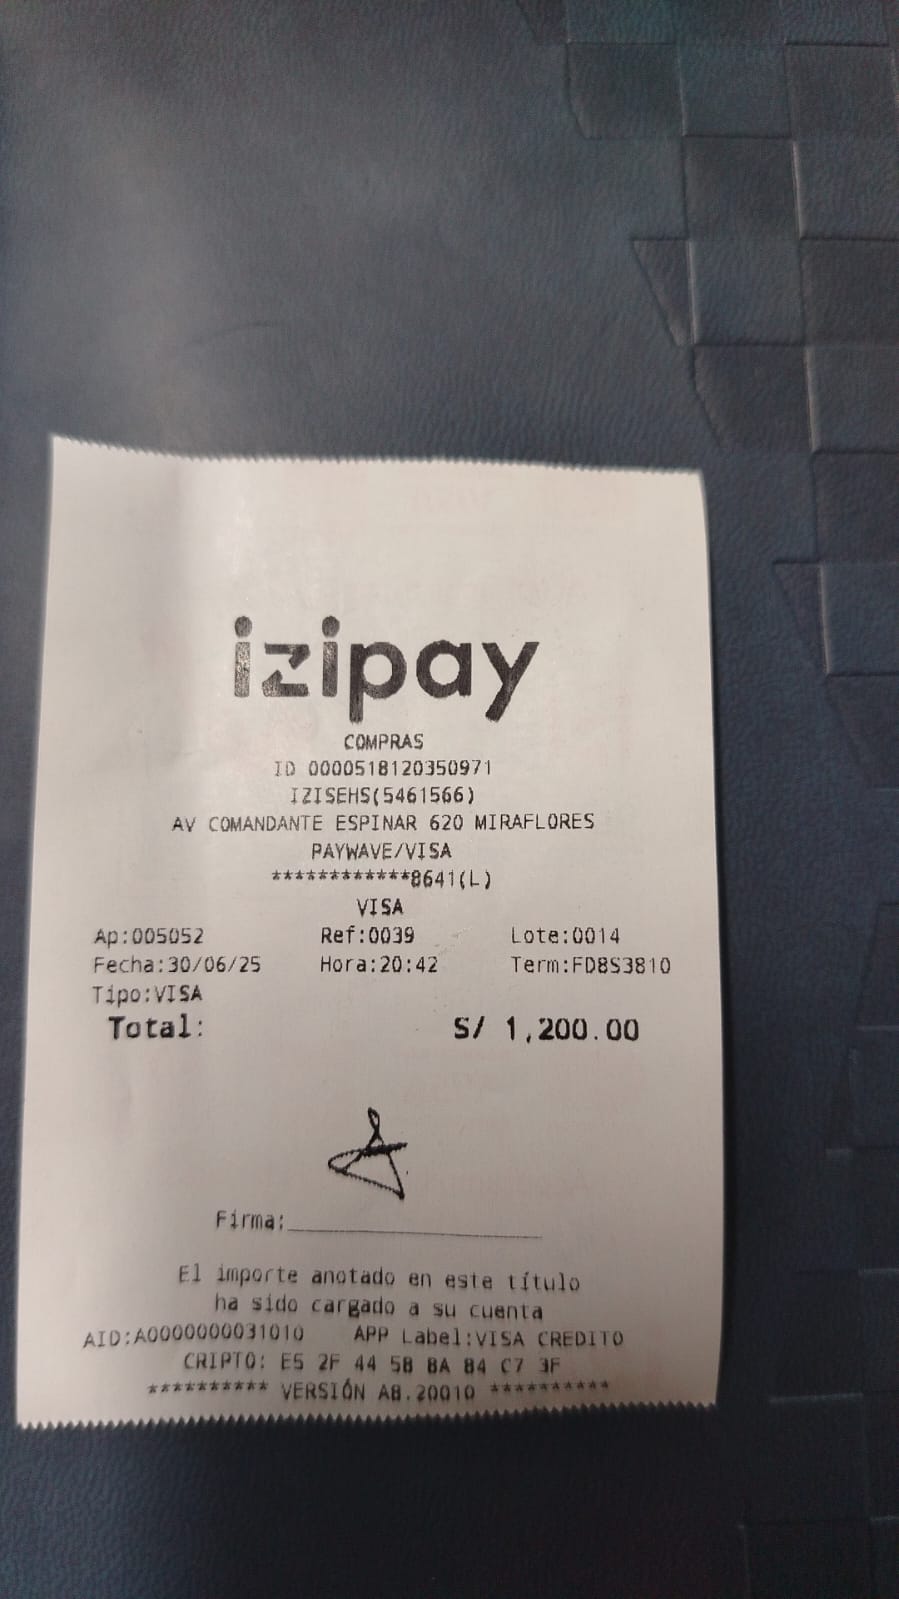 izipay
COMPRAS
ID 0000518120350971
IZISEHS(5461566)
AV COMANDANTE ESPINAR 620 MIRAFLORES
PAYWAVE/VISA
************8641(L)
VISA
Ap:005052 Ref:0039 Lote:0014
Fecha:30/06/25 Hora:20:42 Term:FD8S3810
Tipo:VISA
Total: S/ 1,200.00
Firma:
El importe anotado en este título
ha sido cargado a su cuenta
AID:A0000000031010 APP Label:VISA CREDITO
CRIPTO: E5 2F 44 5B 8A 84 C7 3F
********** VERSIÓN A8.20010 **********